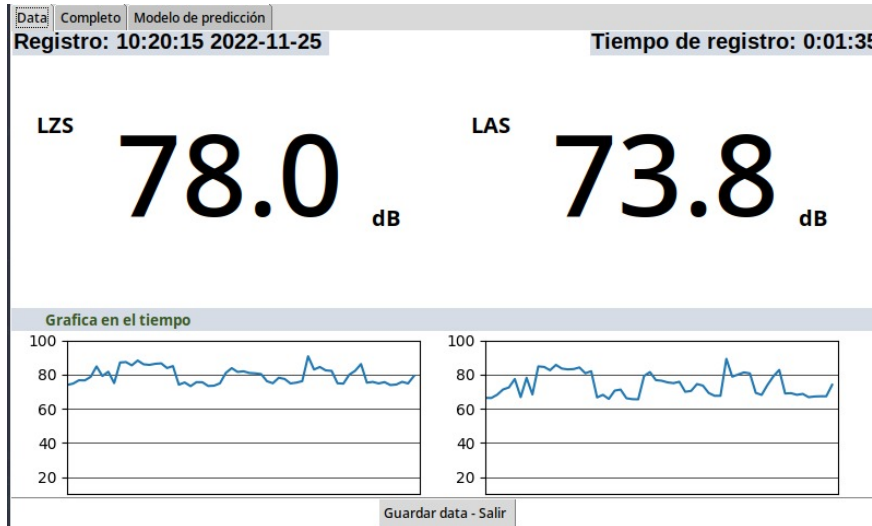 Data Completo Modelo de predicción
Registro: 10:20:15 2022-11-25 Tiempo de registro: 0:01:35
LZS 78.0 dB LAS 73.8 dB
Grafica en el tiempo
100 100
80 80
60 60
40 40
20 20
Guardar data - Salir